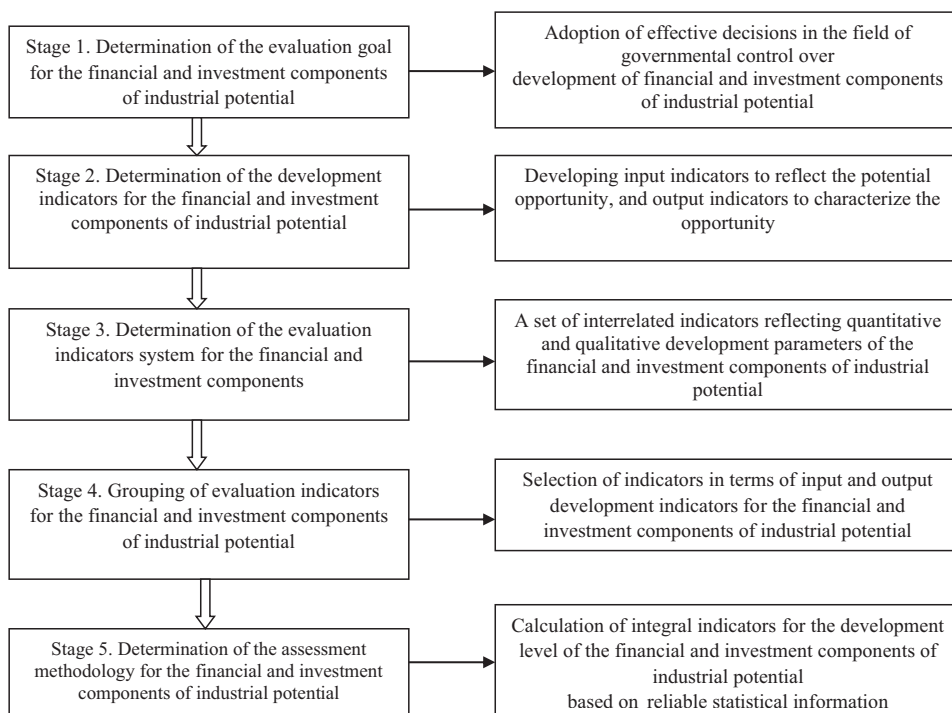 Stage 1. Determination of the evaluation goal
for the financial and investment components
of industrial potential
Adoption of effective decisions in the field of
governmental control over
development of financial and investment components
of industrial potential
Stage 2. Determination of the development
indicators for the financial and investment
components of industrial potential
Developing input indicators to reflect the potential
opportunity, and output indicators to characterize the
opportunity
Stage 3. Determination of the evaluation
indicators system for the financial and
investment components
A set of interrelated indicators reflecting quantitative
and qualitative development parameters of the
financial and investment components of industrial
potential
Stage 4. Grouping of evaluation indicators
for the financial and investment components
of industrial potential
Selection of indicators in terms of input and output
development indicators for the financial and
investment components of industrial potential
Stage 5. Determination of the assessment
methodology for the financial and investment
components of industrial potential
Calculation of integral indicators for the development
level of the financial and investment components of
industrial potential
based on reliable statistical information